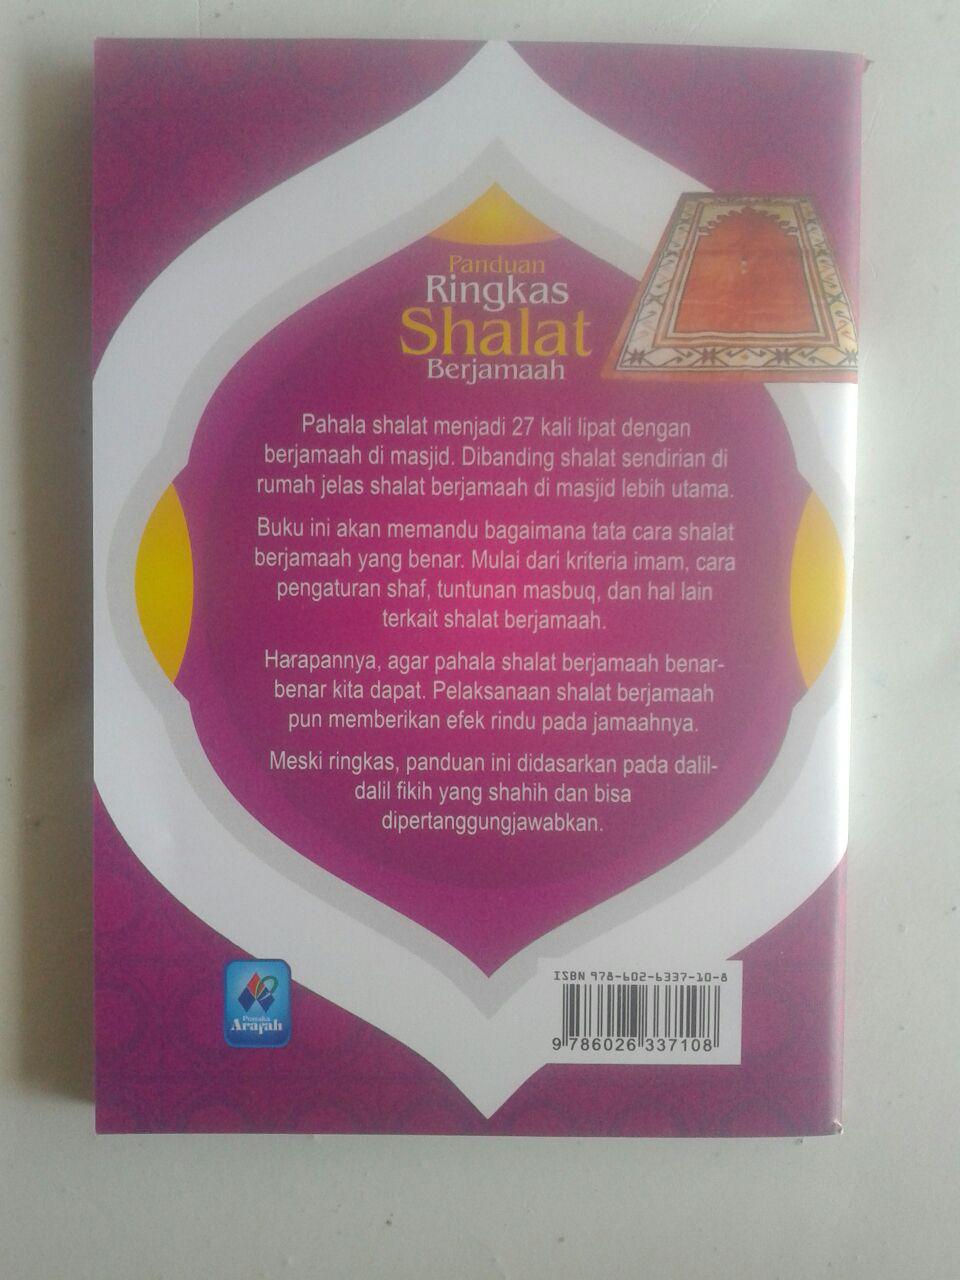 Panduan
Ringkas
Shalat
Berjamaah
Pahala shalat menjadi 27 kali lipat dengan
berjamaah di masjid. Dibanding shalat sendirian di
rumah jelas shalat berjamaah di masjid lebih utama.
Buku ini akan memandu bagaimana tata cara shalat
berjamaah yang benar. Mulai dari kriteria imam, cara
pengaturan shaf, tuntunan masbuq, dan hal lain
terkait shalat berjamaah.
Harapannya, agar pahala shalat berjamaah benar-
benar kita dapat. Pelaksanaan shalat berjamaah
pun memberikan efek rindu pada jamaahnya.
Meski ringkas, panduan ini didasarkan pada dalil-
dalil fikih yang shahih dan bisa
dipertanggungjawabkan.
Pustaka
Arafah
ISBN 978-602-6337-10-8
9 786026 337108